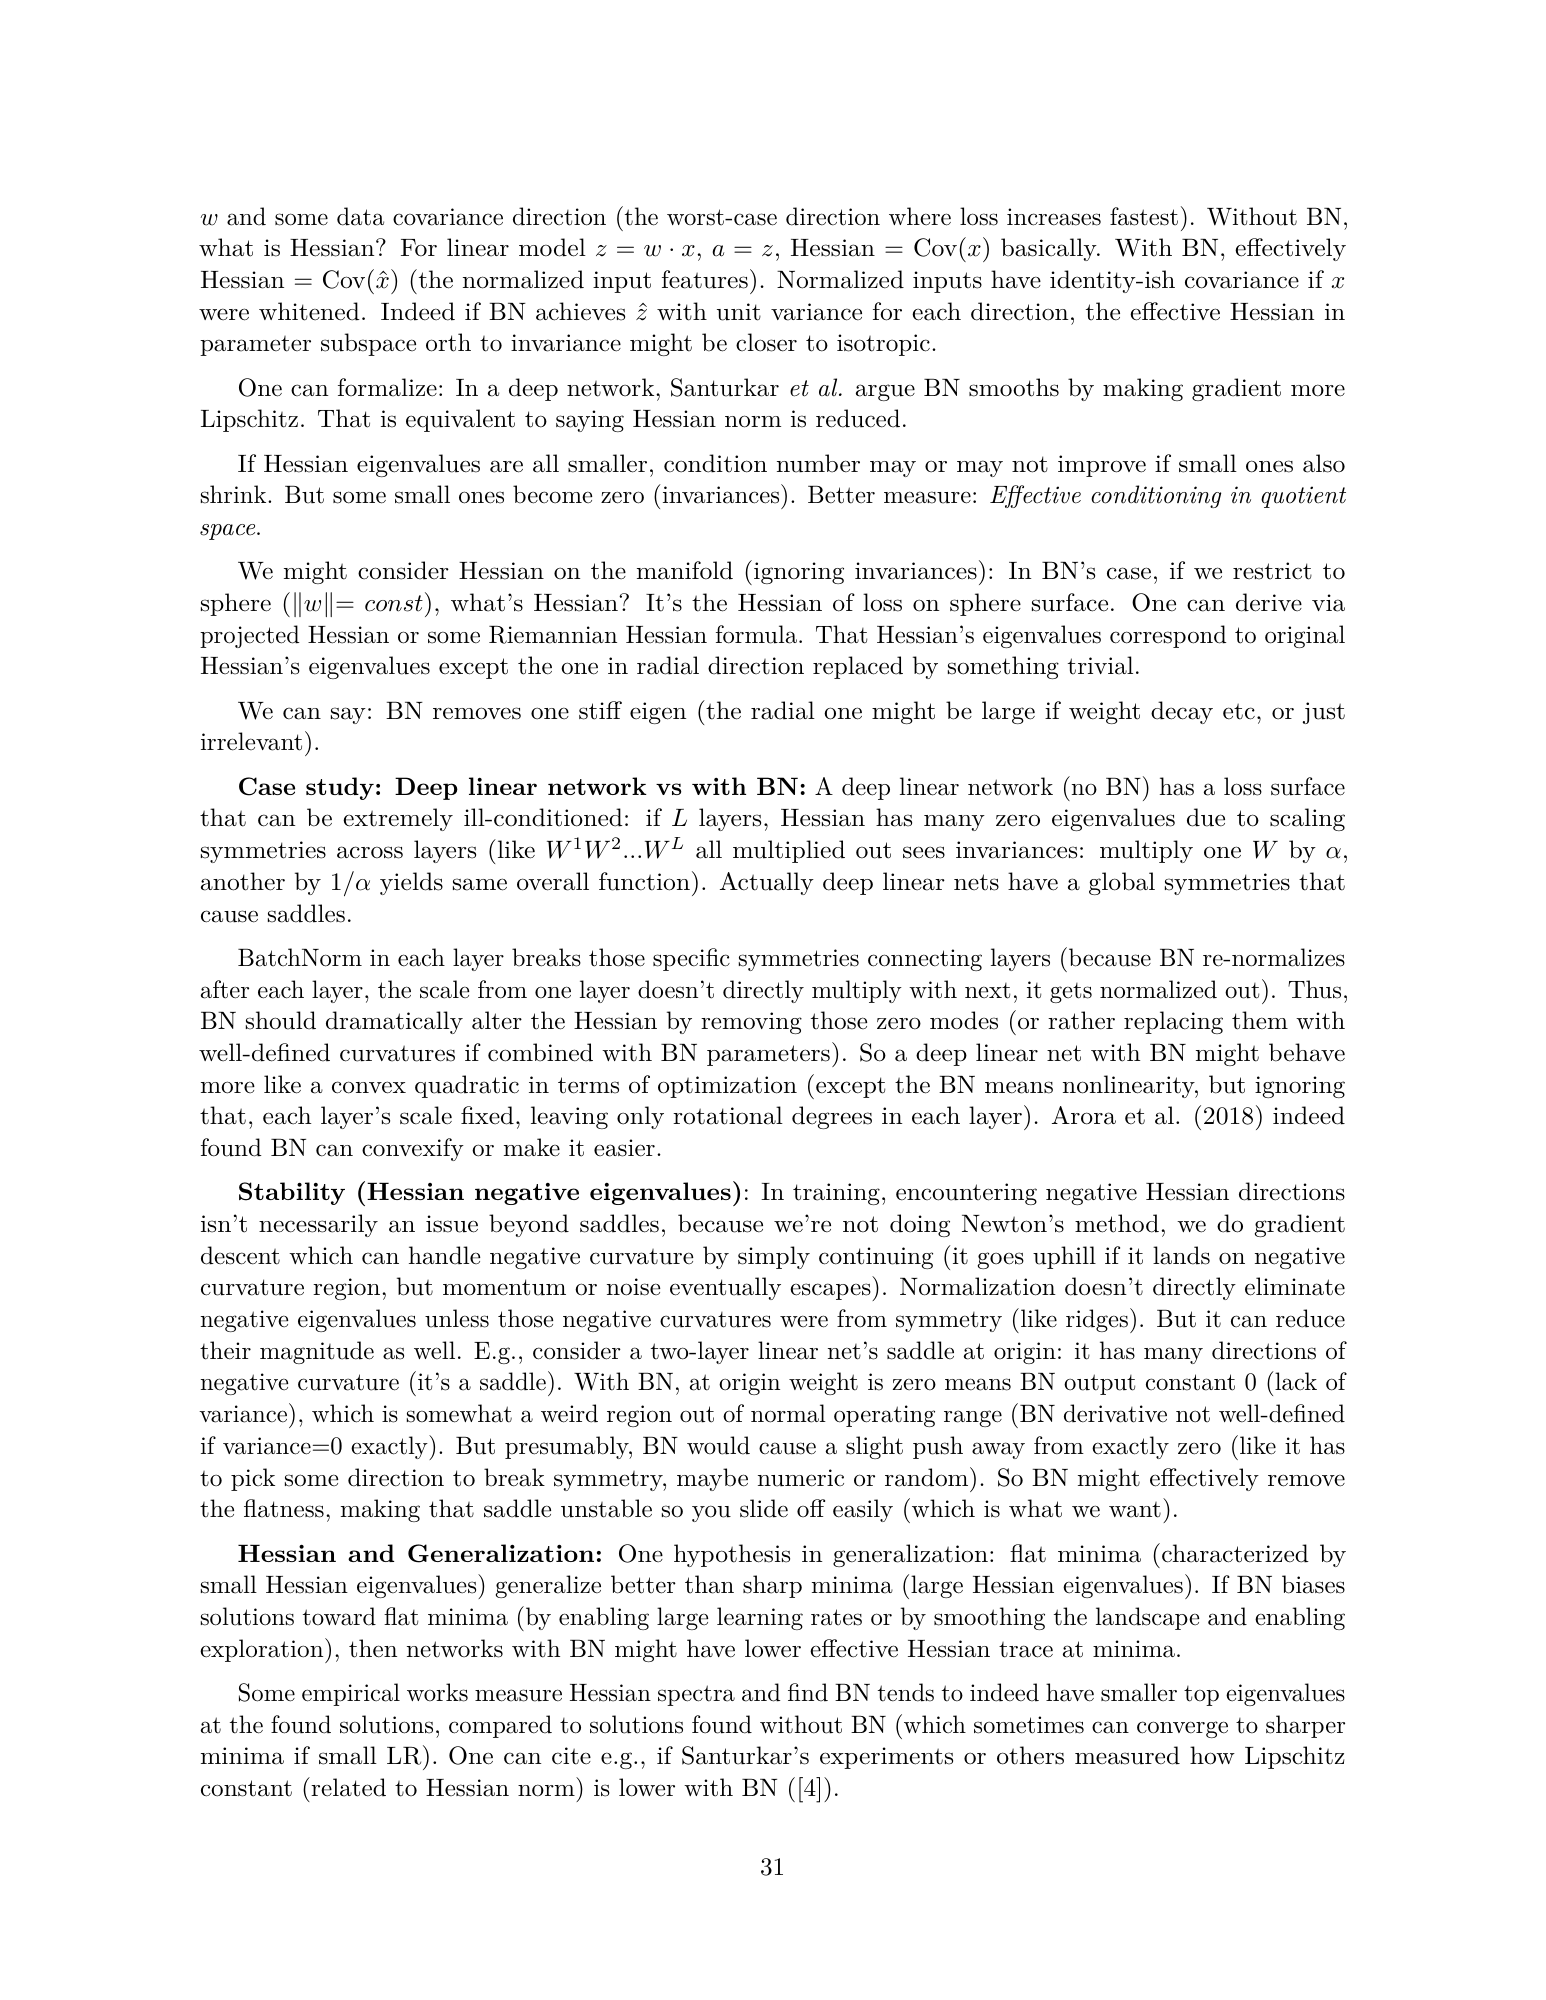 w and some data covariance direction (the worst-case direction where loss increases fastest). Without BN,
what is Hessian? For linear model z = w · x, a = z, Hessian = Cov(x) basically. With BN, effectively
Hessian = Cov(x̂) (the normalized input features). Normalized inputs have identity-ish covariance if x
were whitened. Indeed if BN achieves ẑ with unit variance for each direction, the effective Hessian in
parameter subspace orth to invariance might be closer to isotropic.
One can formalize: In a deep network, Santurkar et al. argue BN smooths by making gradient more
Lipschitz. That is equivalent to saying Hessian norm is reduced.
If Hessian eigenvalues are all smaller, condition number may or may not improve if small ones also
shrink. But some small ones become zero (invariances). Better measure: Effective conditioning in quotient
space.
We might consider Hessian on the manifold (ignoring invariances): In BN's case, if we restrict to
sphere (‖w‖= const), what's Hessian? It's the Hessian of loss on sphere surface. One can derive via
projected Hessian or some Riemannian Hessian formula. That Hessian's eigenvalues correspond to original
Hessian's eigenvalues except the one in radial direction replaced by something trivial.
We can say: BN removes one stiff eigen (the radial one might be large if weight decay etc, or just
irrelevant).
Case study: Deep linear network vs with BN: A deep linear network (no BN) has a loss surface
that can be extremely ill-conditioned: if L layers, Hessian has many zero eigenvalues due to scaling
symmetries across layers (like W¹W²...Wᴸ all multiplied out sees invariances: multiply one W by α,
another by 1/α yields same overall function). Actually deep linear nets have a global symmetries that
cause saddles.
BatchNorm in each layer breaks those specific symmetries connecting layers (because BN re-normalizes
after each layer, the scale from one layer doesn't directly multiply with next, it gets normalized out). Thus,
BN should dramatically alter the Hessian by removing those zero modes (or rather replacing them with
well-defined curvatures if combined with BN parameters). So a deep linear net with BN might behave
more like a convex quadratic in terms of optimization (except the BN means nonlinearity, but ignoring
that, each layer's scale fixed, leaving only rotational degrees in each layer). Arora et al. (2018) indeed
found BN can convexify or make it easier.
Stability (Hessian negative eigenvalues): In training, encountering negative Hessian directions
isn't necessarily an issue beyond saddles, because we're not doing Newton's method, we do gradient
descent which can handle negative curvature by simply continuing (it goes uphill if it lands on negative
curvature region, but momentum or noise eventually escapes). Normalization doesn't directly eliminate
negative eigenvalues unless those negative curvatures were from symmetry (like ridges). But it can reduce
their magnitude as well. E.g., consider a two-layer linear net's saddle at origin: it has many directions of
negative curvature (it's a saddle). With BN, at origin weight is zero means BN output constant 0 (lack of
variance), which is somewhat a weird region out of normal operating range (BN derivative not well-defined
if variance=0 exactly). But presumably, BN would cause a slight push away from exactly zero (like it has
to pick some direction to break symmetry, maybe numeric or random). So BN might effectively remove
the flatness, making that saddle unstable so you slide off easily (which is what we want).
Hessian and Generalization: One hypothesis in generalization: flat minima (characterized by
small Hessian eigenvalues) generalize better than sharp minima (large Hessian eigenvalues). If BN biases
solutions toward flat minima (by enabling large learning rates or by smoothing the landscape and enabling
exploration), then networks with BN might have lower effective Hessian trace at minima.
Some empirical works measure Hessian spectra and find BN tends to indeed have smaller top eigenvalues
at the found solutions, compared to solutions found without BN (which sometimes can converge to sharper
minima if small LR). One can cite e.g., if Santurkar's experiments or others measured how Lipschitz
constant (related to Hessian norm) is lower with BN ([4]).
31